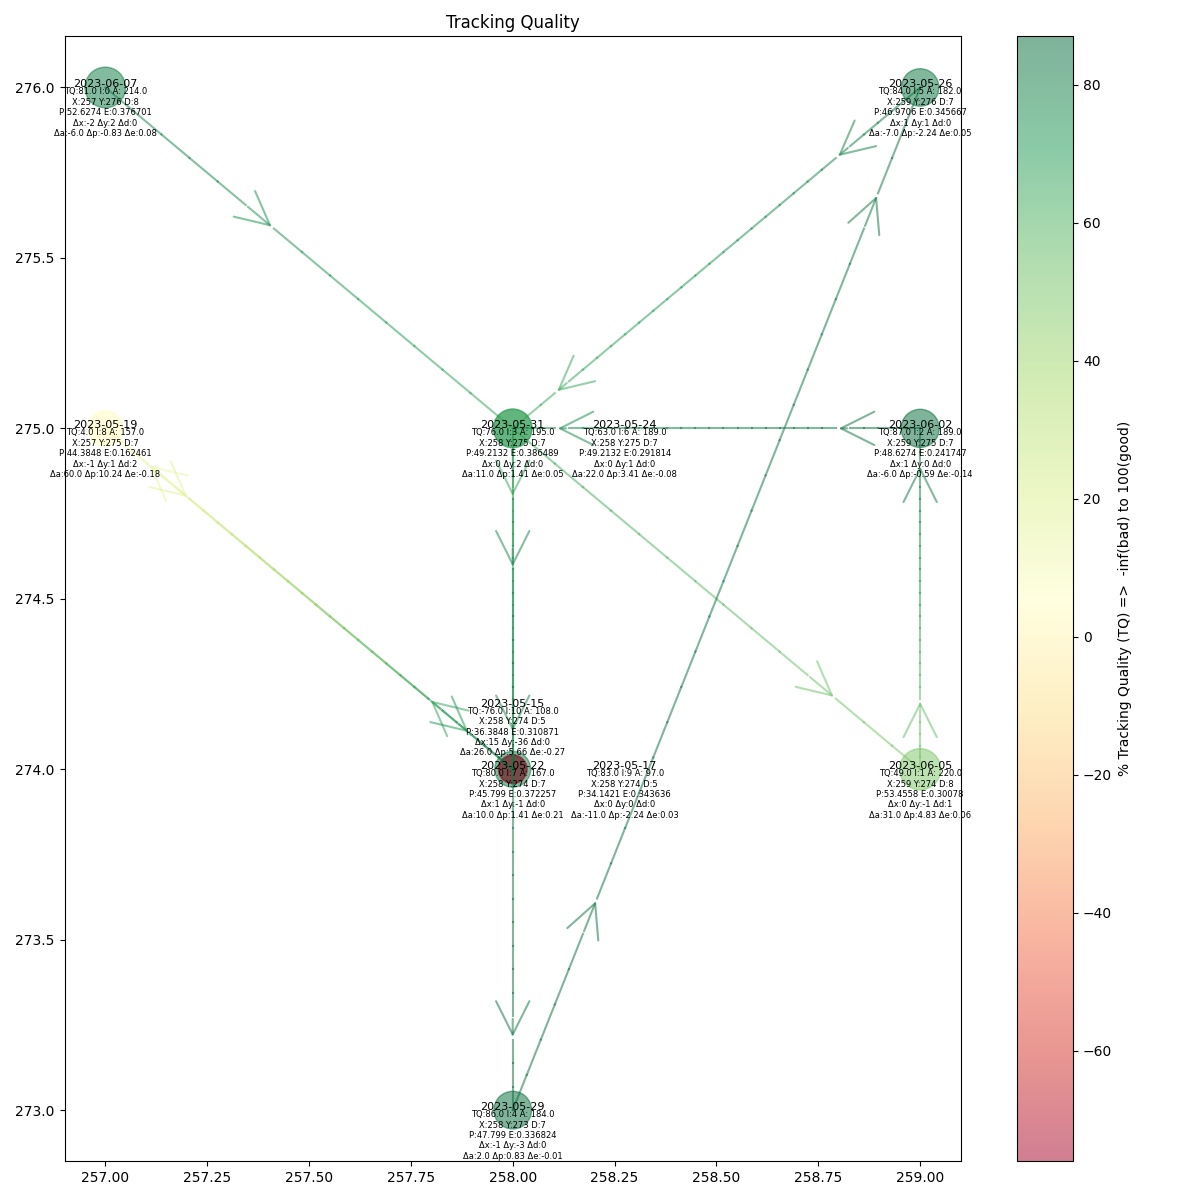 Tracking Quality
276.0
275.5
275.0
274.5
274.0
273.5
273.0
257.00
257.25
257.50
257.75
258.00
258.25
258.50
258.75
259.00
2023-06-07
TQ:81.0 I:0 A: 214.0
X:257 Y:276 D:8
P:52.6274 E:0.376701
Δx:-2 Δy:2 Δd:0
Δa:-6.0 Δp:-0.83 Δe:0.08
2023-05-26
TQ:84.0 I:5 A: 182.0
X:259 Y:276 D:7
P:46.9706 E:0.345667
Δx:1 Δy:1 Δd:0
Δa:-7.0 Δp:-2.24 Δe:0.05
2023-05-19
TQ:4.0 I:8 A: 157.0
X:257 Y:275 D:7
P:44.3848 E:0.162461
Δx:-1 Δy:1 Δd:2
Δa:60.0 Δp:10.24 Δe:-0.18
2023-05-31
TQ:76.0 I:3 A: 195.0
X:258 Y:275 D:7
P:49.2132 E:0.386489
Δx:0 Δy:2 Δd:0
Δa:11.0 Δp:1.41 Δe:0.05
2023-05-24
TQ:63.0 I:6 A: 189.0
X:258 Y:275 D:7
P:49.2132 E:0.291814
Δx:0 Δy:1 Δd:0
Δa:22.0 Δp:3.41 Δe:-0.08
2023-06-02
TQ:87.0 I:2 A: 189.0
X:259 Y:275 D:7
P:48.6274 E:0.241747
Δx:1 Δy:0 Δd:0
Δa:-6.0 Δp:-0.59 Δe:-0.14
2023-05-15
TQ:-76.0 I:10 A: 108.0
X:258 Y:274 D:5
P:36.3848 E:0.310871
Δx:15 Δy:-36 Δd:0
Δa:26.0 Δp:5.66 Δe:-0.27
2023-05-22
TQ:80.0 I:7 A: 167.0
X:258 Y:274 D:7
P:45.799 E:0.372257
Δx:1 Δy:-1 Δd:0
Δa:10.0 Δp:1.41 Δe:0.21
2023-05-17
TQ:83.0 I:9 A: 97.0
X:258 Y:274 D:5
P:34.1421 E:0.343636
Δx:0 Δy:0 Δd:0
Δa:-11.0 Δp:-2.24 Δe:0.03
2023-06-05
TQ:49.0 I:1 A: 220.0
X:259 Y:274 D:8
P:53.4558 E:0.30078
Δx:0 Δy:-1 Δd:1
Δa:31.0 Δp:4.83 Δe:0.06
2023-05-29
TQ:86.0 I:4 A: 184.0
X:258 Y:273 D:7
P:47.799 E:0.336824
Δx:-1 Δy:-3 Δd:0
Δa:2.0 Δp:0.83 Δe:-0.01
80
60
40
20
0
−20
−40
−60
% Tracking Quality (TQ) =>  -inf(bad) to 100(good)